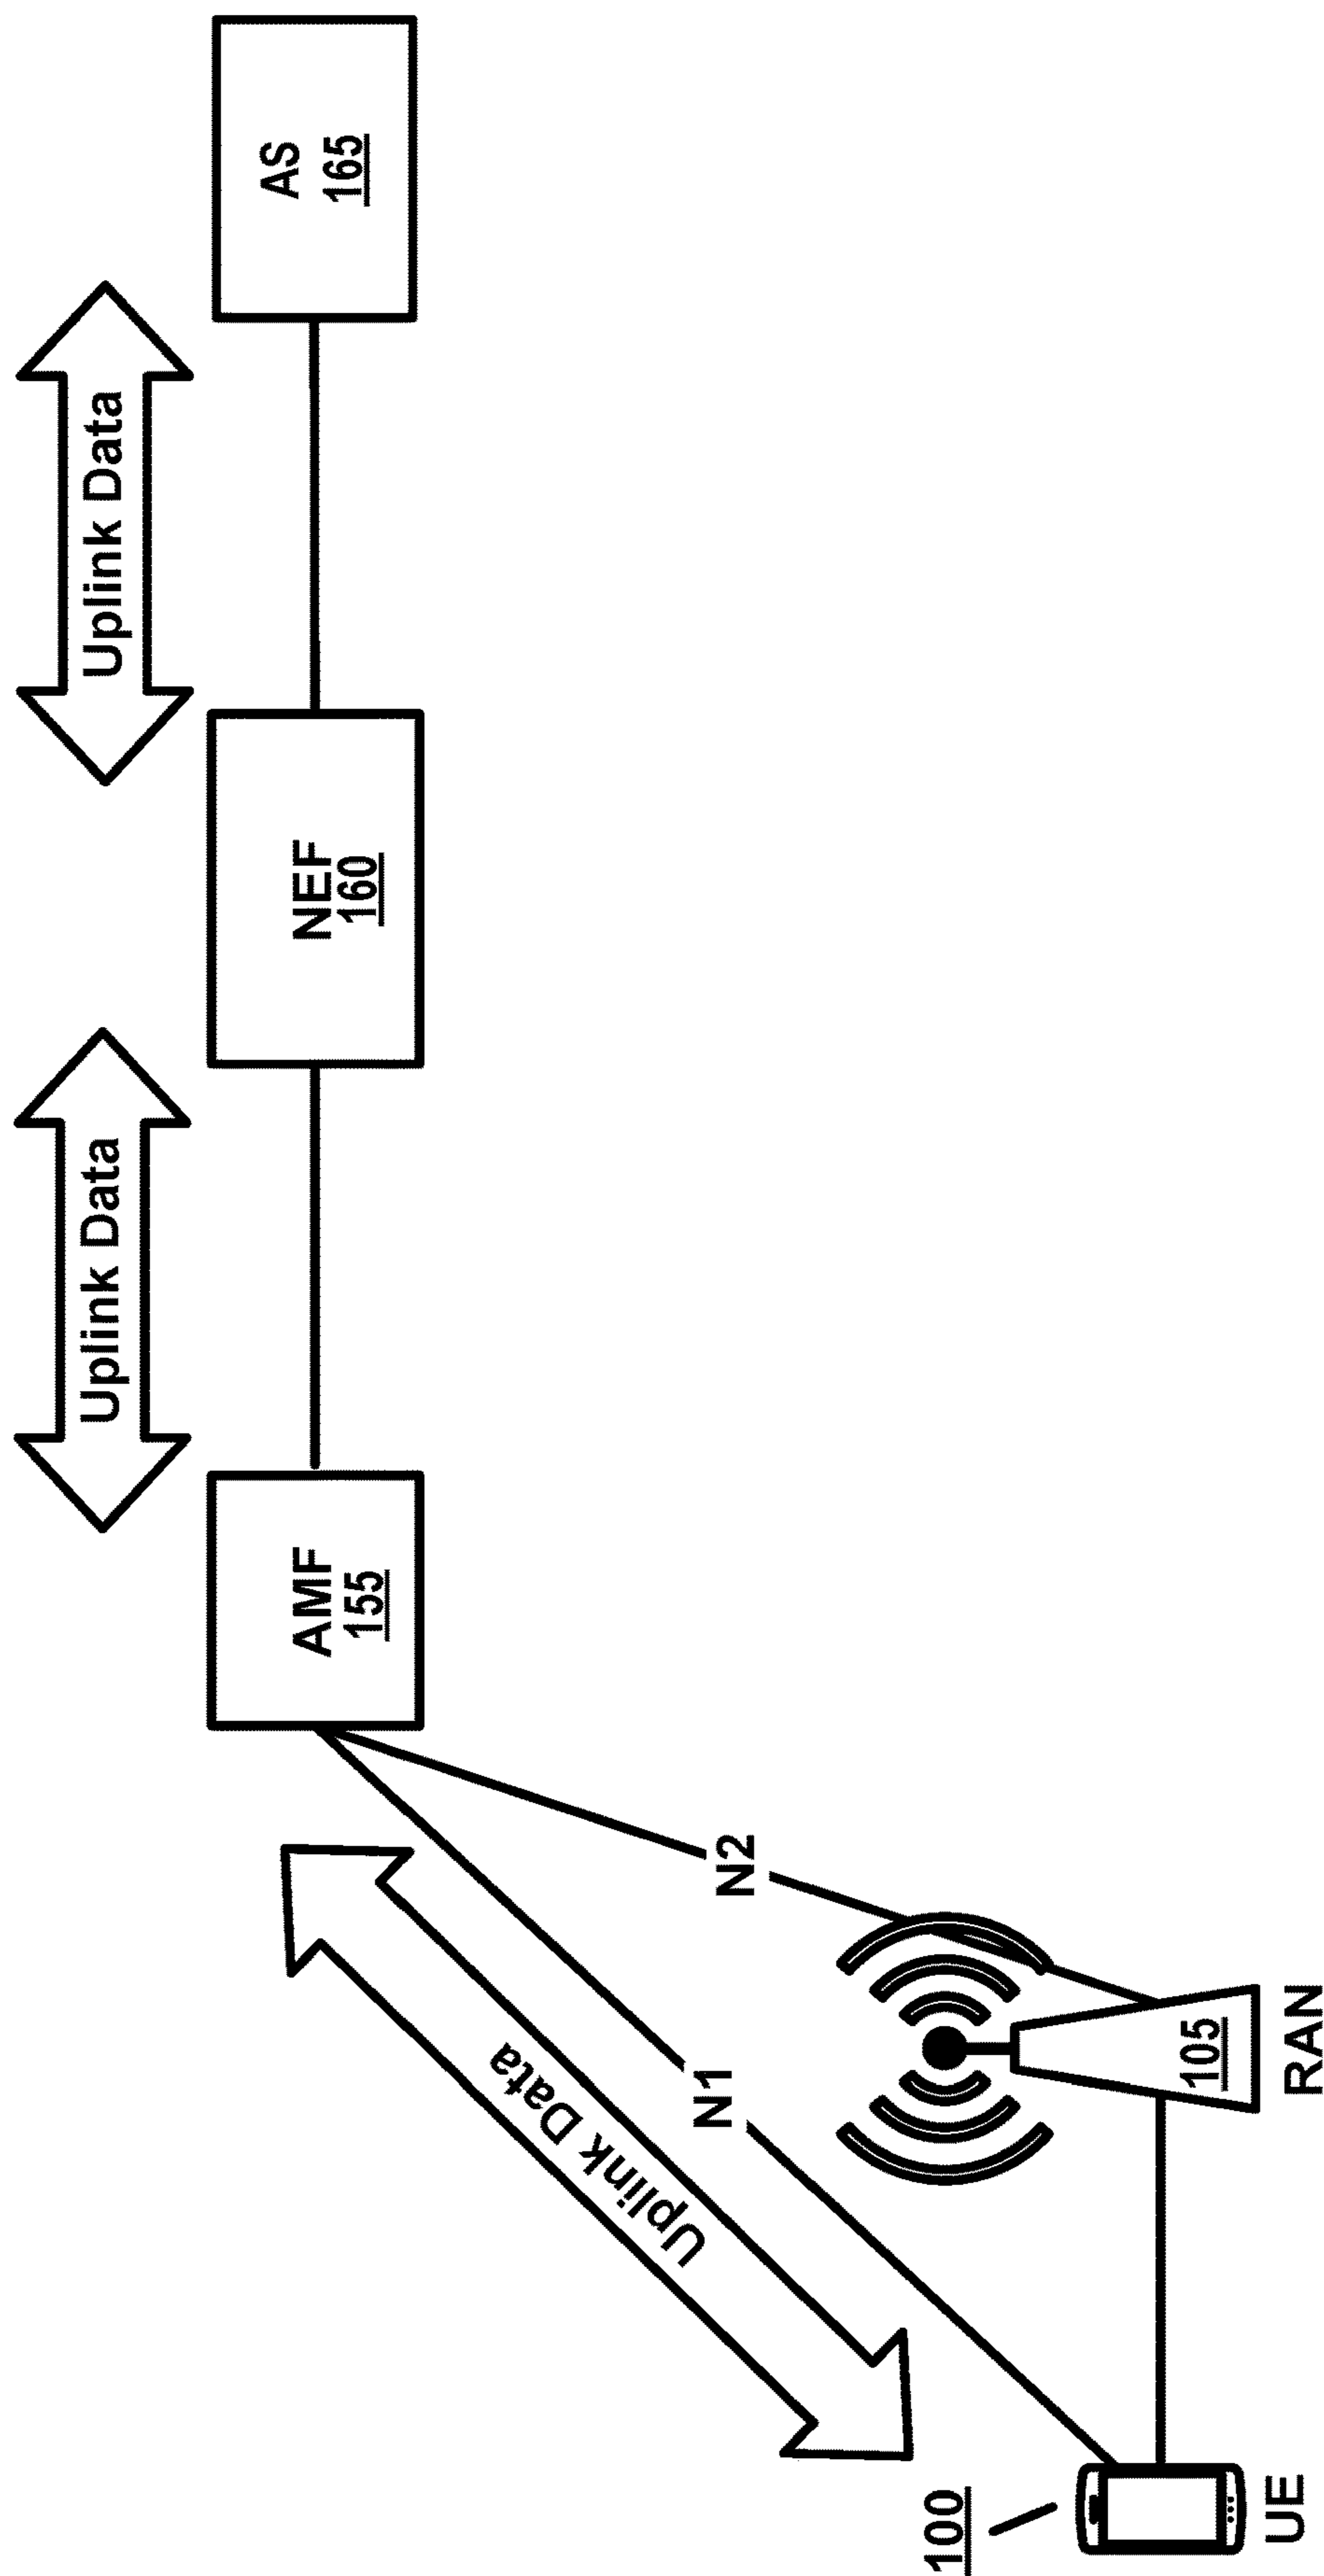 Uplink Data
Uplink Data
AMF
155
NEF
160
AS
165
Uplink Data
N1
N2
100
105
UE
RAN